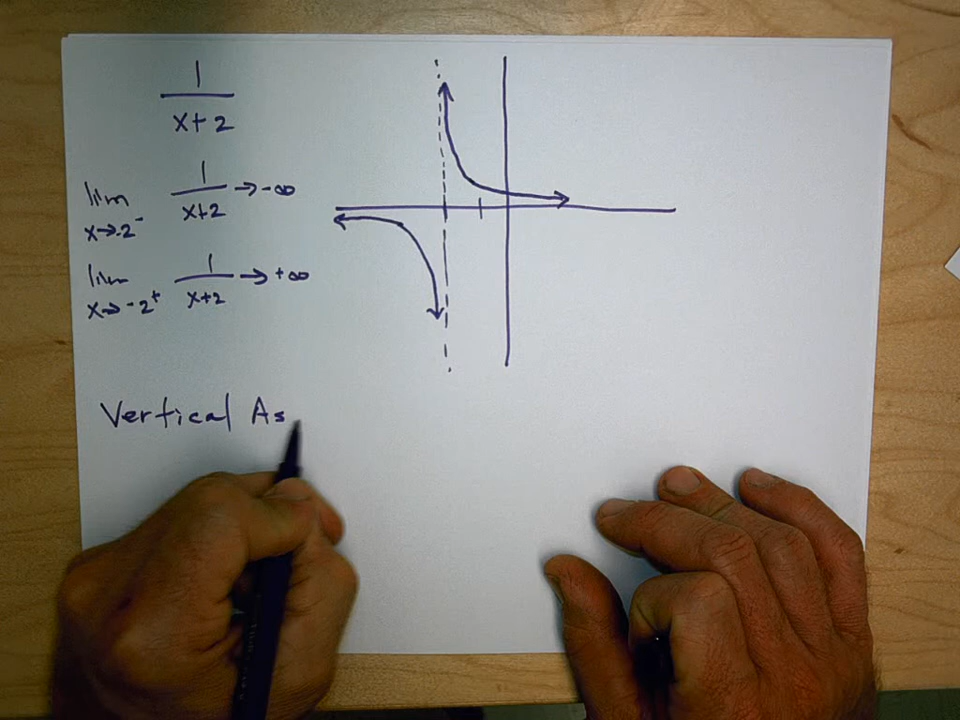 1
x+2
lim 1/x+2 → -∞
x→-2⁻
lim 1/x+2 → +∞
x→-2⁺
Vertical As